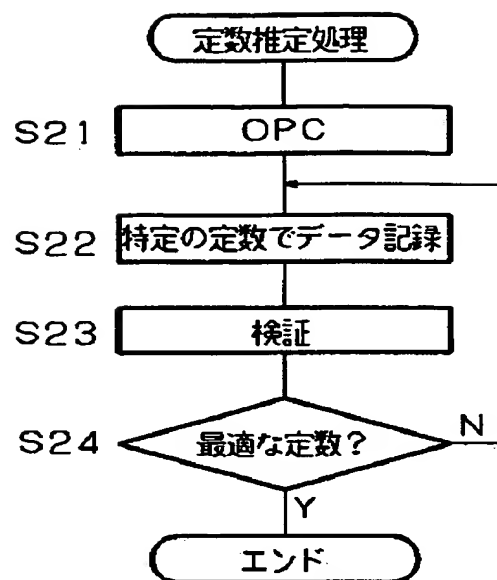 定数推定処理
S21 OPC
S22 特定の定数でデータ記録
S23 検証
S24 最適な定数? N
Y
エンド